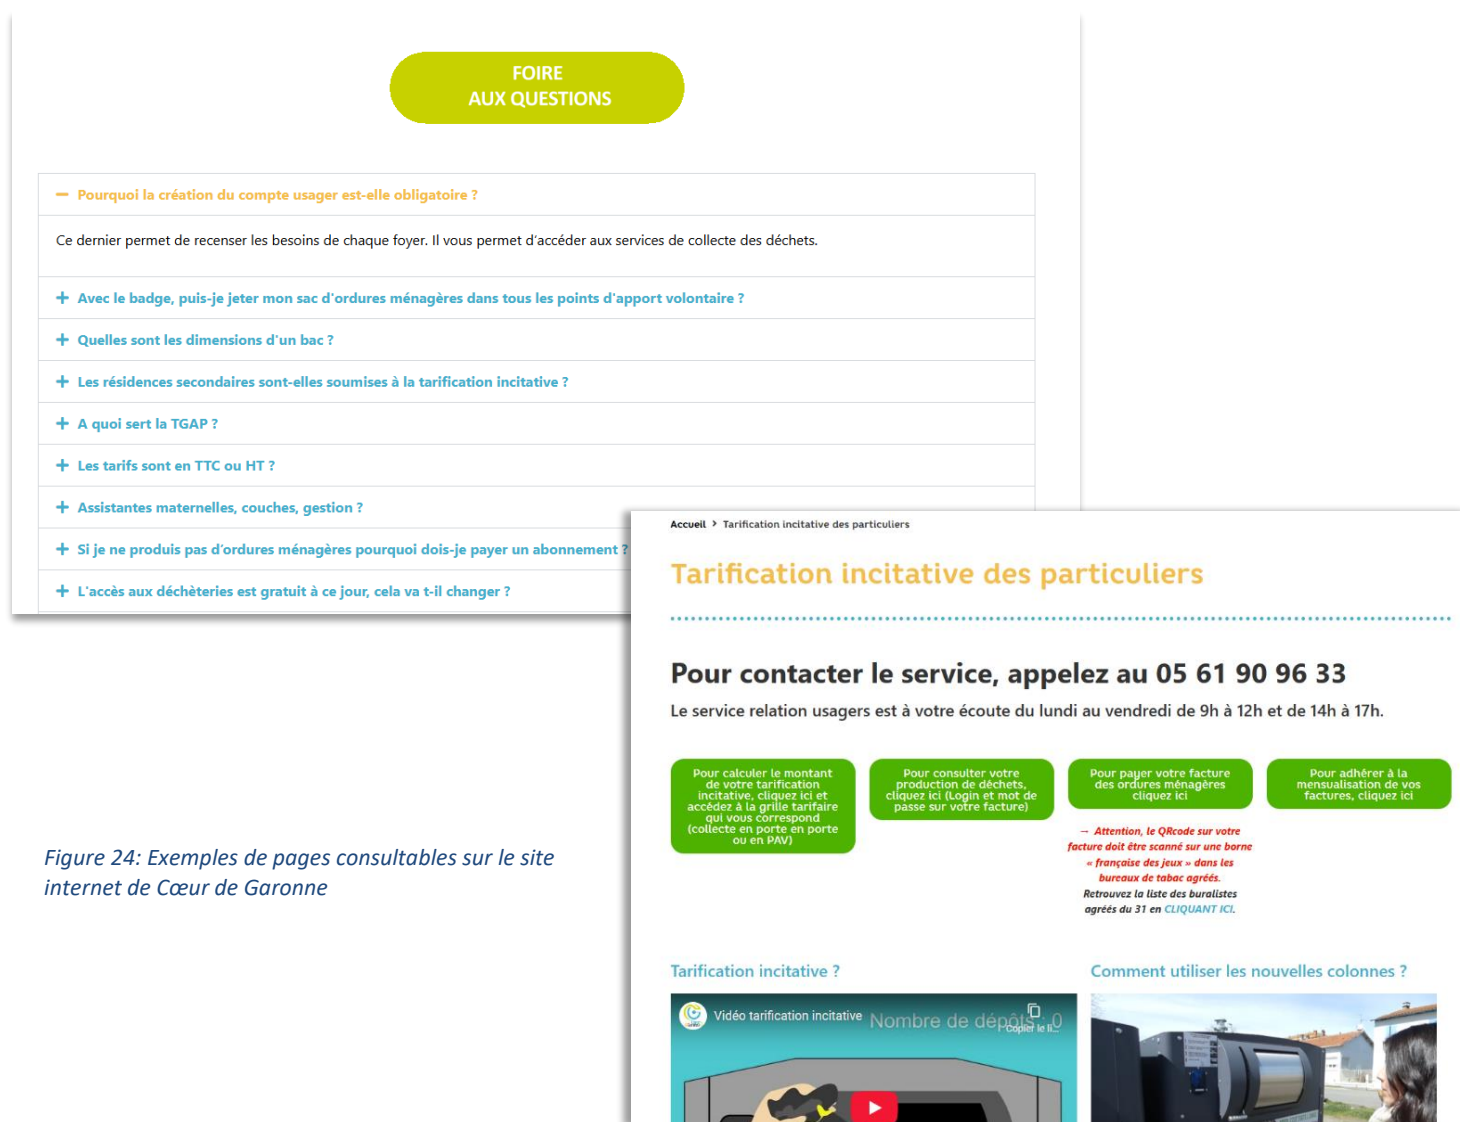 FOIRE
AUX QUESTIONS
Pourquoi la création du compte usager est-elle obligatoire ?
Ce dernier permet de recenser les besoins de chaque foyer. Il vous permet d'accéder aux services de collecte des déchets.
Avec le badge, puis-je jeter mon sac d'ordures ménagères dans tous les points d'apport volontaire ?
Quelles sont les dimensions d'un bac ?
Les résidences secondaires sont-elles soumises à la tarification incitative ?
A quoi sert la TGAP ?
Les tarifs sont en TTC ou HT ?
Assistantes maternelles, couches, gestion ?
Si je ne produis pas d'ordures ménagères pourquoi dois-je payer un abonnement ?
L'accès aux déchèteries est gratuit à ce jour, cela va t-il changer ?
Accueil > Tarification incitative des particuliers
Tarification incitative des particuliers
Pour contacter le service, appelez au 05 61 90 96 33
Le service relation usagers est à votre écoute du lundi au vendredi de 9h à 12h et de 14h à 17h.
Pour calculer le montant
de votre tarification
incitative, cliquez ici et
accédez à la grille tarifaire
qui vous correspond
(collecte en porte en porte
ou en PAV)
Pour consulter votre
production de déchets,
cliquez ici (Login et mot de
passe sur votre facture)
Pour payer votre facture
des ordures ménagères
cliquez ici
Pour adhérer à la
mensualisation de vos
factures, cliquez ici
→ Attention, le QRcode sur votre
facture doit être scanné sur une borne
« française des jeux » dans les
bureaux de tabac agréés.
Retrouvez la liste des buralistes
agréés du 31 en CLIQUANT ICI.
Figure 24: Exemples de pages consultables sur le site
internet de Cœur de Garonne
Tarification incitative ?
Comment utiliser les nouvelles colonnes ?
Vidéo tarification incitative
Nombre de dépôts : 0
Copier le li...